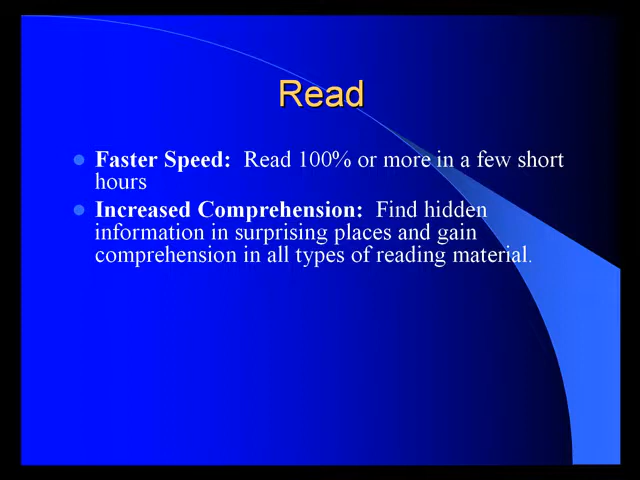 Read
Faster Speed: Read 100% or more in a few short
hours
Increased Comprehension: Find hidden
information in surprising places and gain
comprehension in all types of reading material.